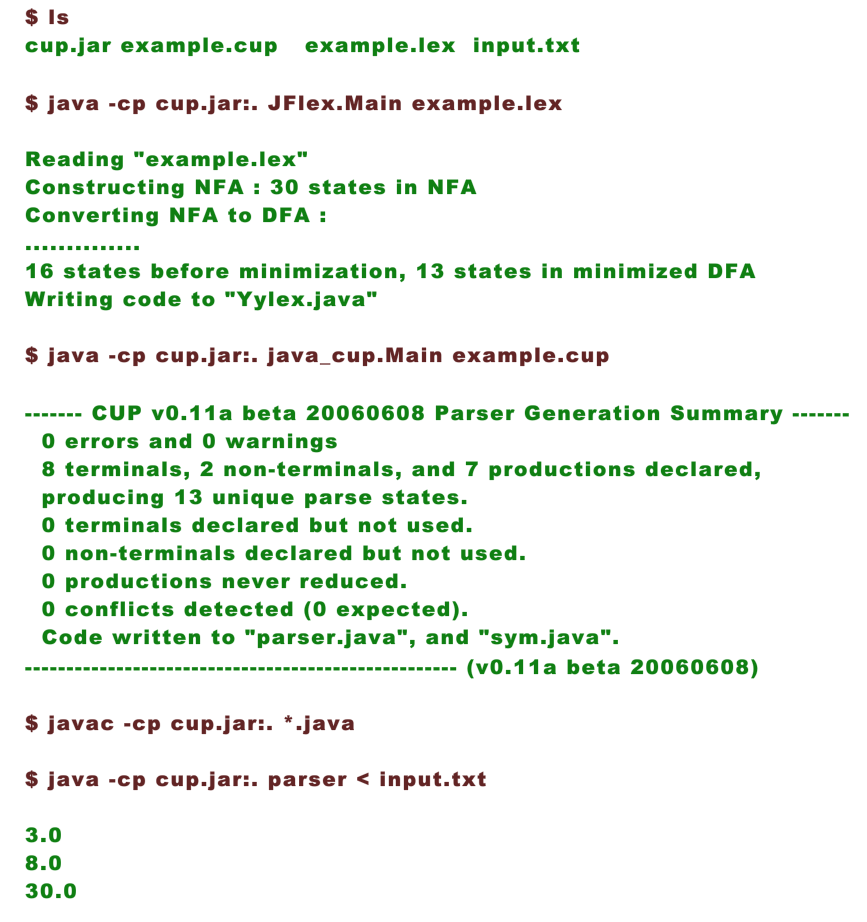 $ ls
cup.jar example.cup example.lex input.txt
$ java -cp cup.jar:. JFlex.Main example.lex
Reading "example.lex"
Constructing NFA : 30 states in NFA
Converting NFA to DFA :
..............
16 states before minimization, 13 states in minimized DFA
Writing code to "Yylex.java"
$ java -cp cup.jar:. java_cup.Main example.cup
------- CUP v0.11a beta 20060608 Parser Generation Summary -------
0 errors and 0 warnings
8 terminals, 2 non-terminals, and 7 productions declared,
producing 13 unique parse states.
0 terminals declared but not used.
0 non-terminals declared but not used.
0 productions never reduced.
0 conflicts detected (0 expected).
Code written to "parser.java", and "sym.java".
---------------------------------------------------- (v0.11a beta 20060608)
$ javac -cp cup.jar:. *.java
$ java -cp cup.jar:. parser < input.txt
3.0
8.0
30.0